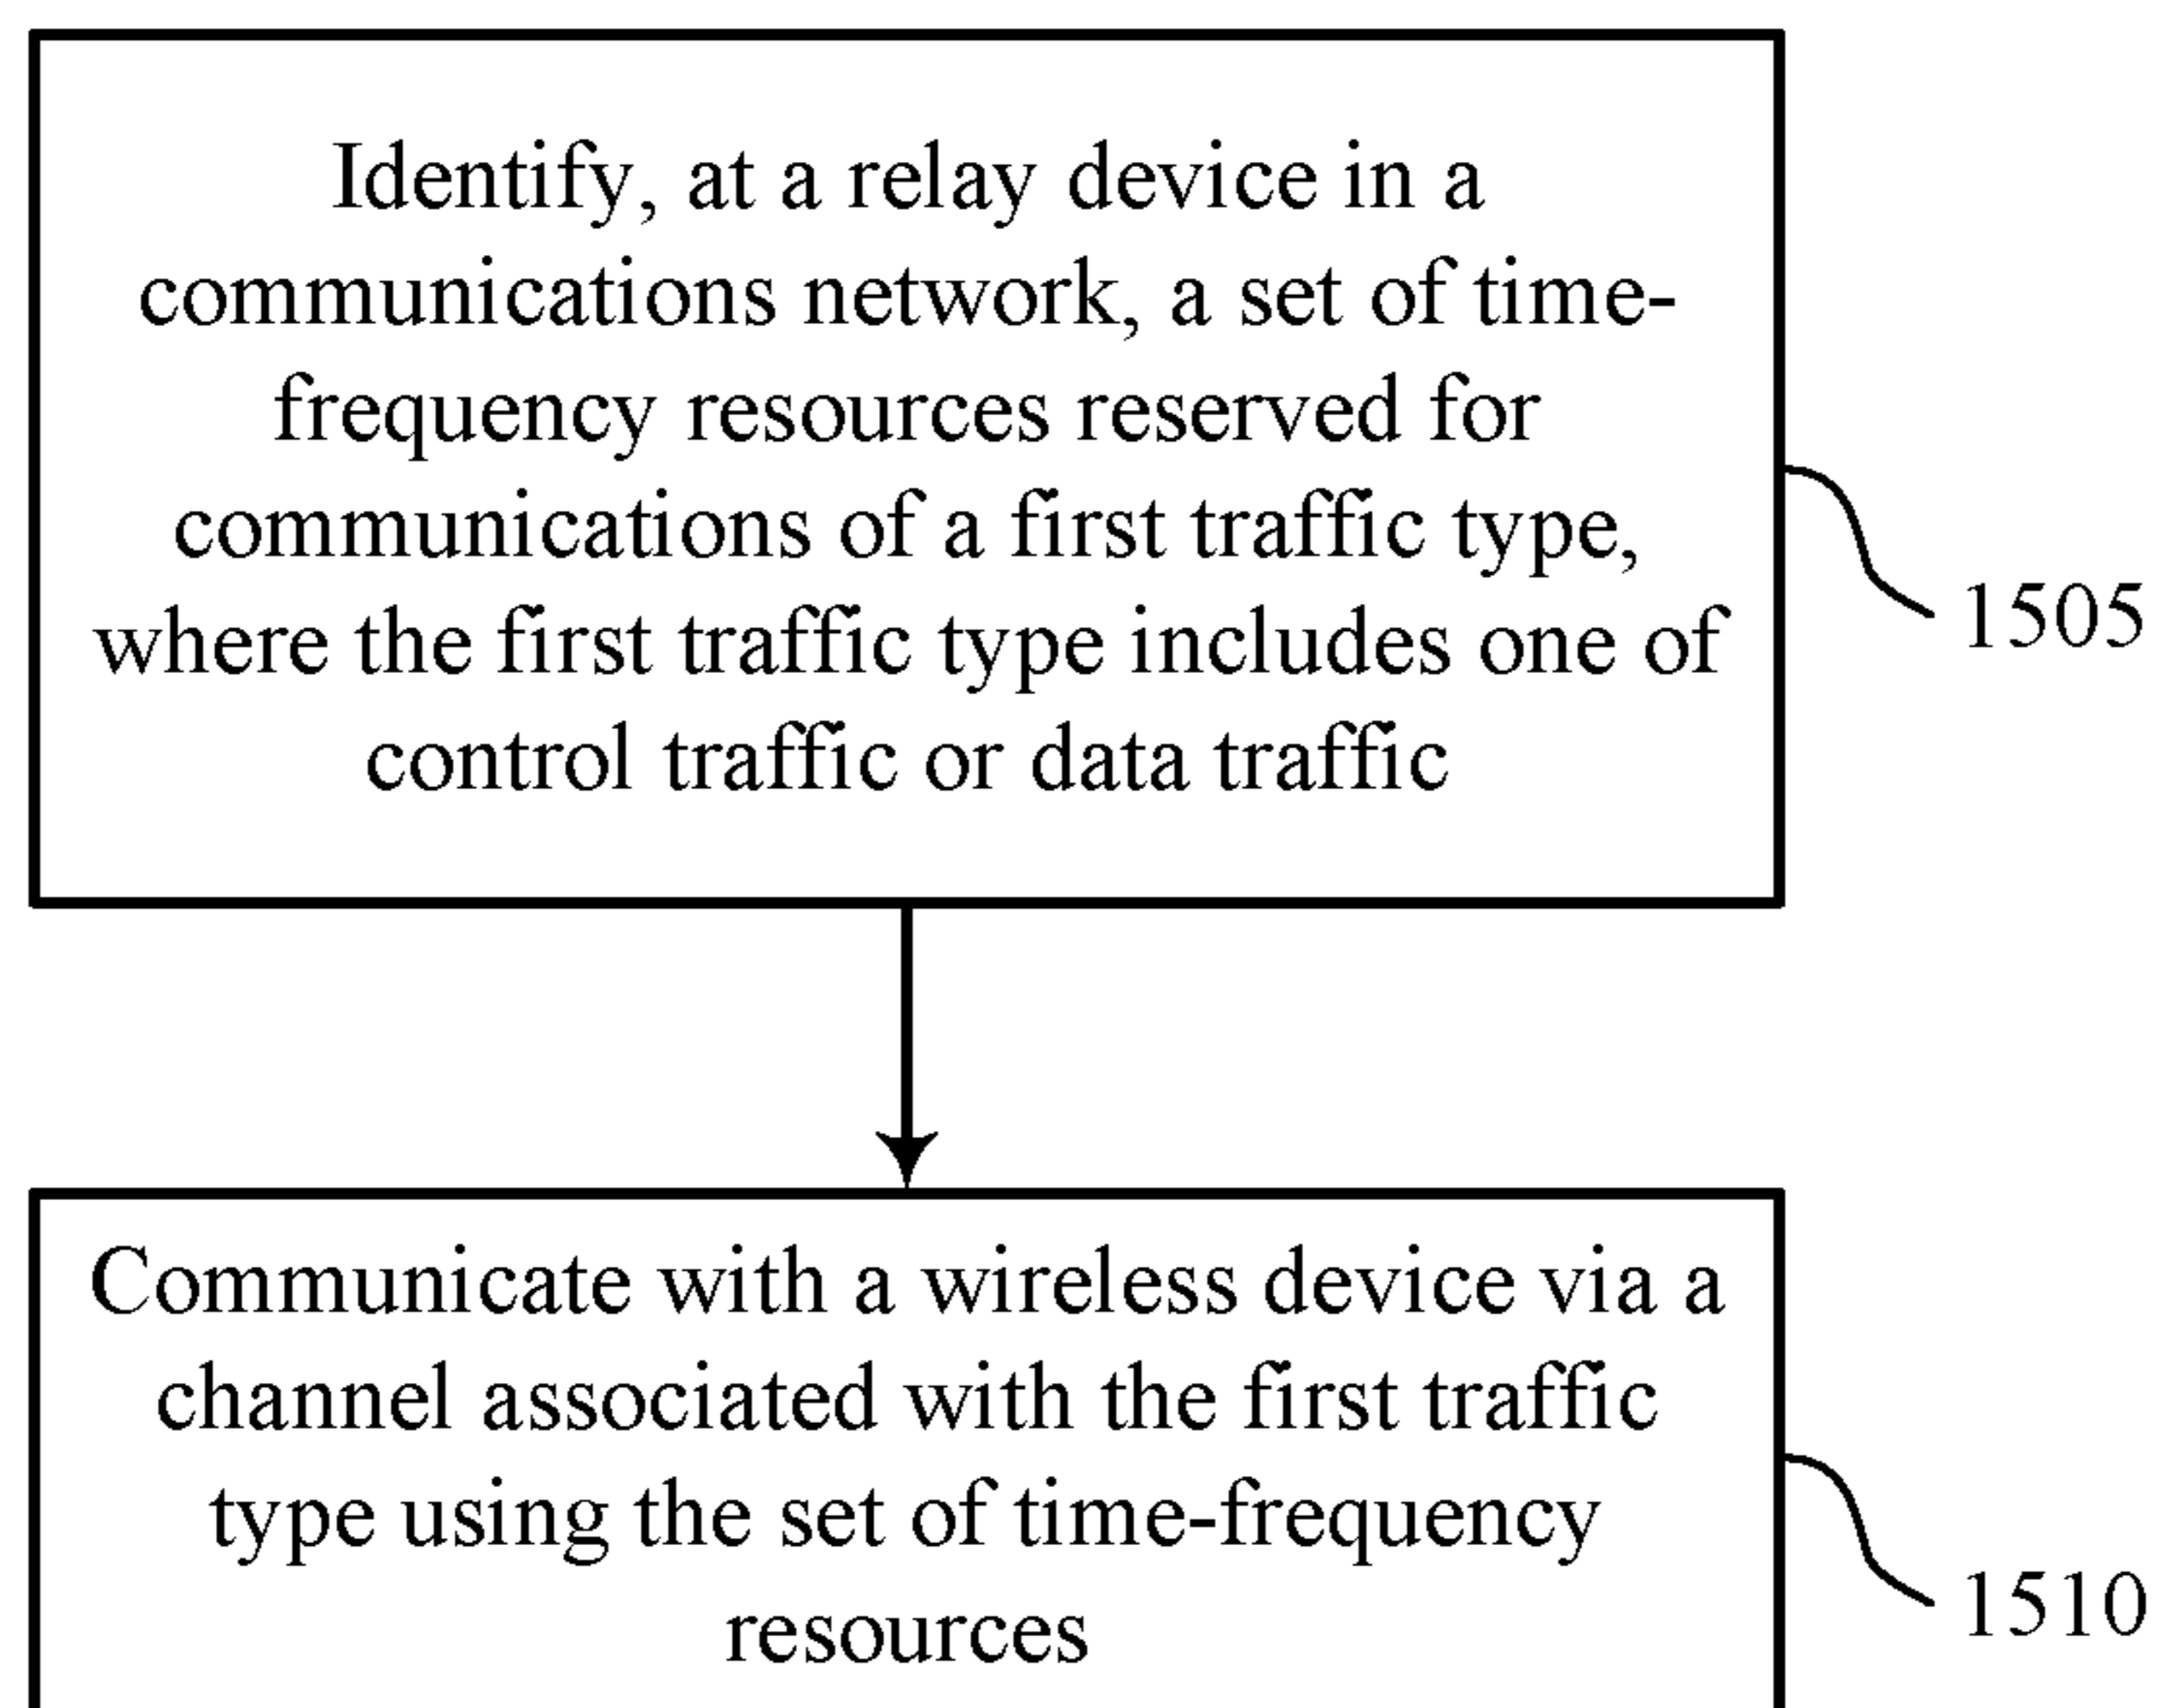 Identify, at a relay device in a
communications network, a set of time-
frequency resources reserved for
communications of a first traffic type,
where the first traffic type includes one of
control traffic or data traffic
1505
Communicate with a wireless device via a
channel associated with the first traffic
type using the set of time-frequency
resources
1510